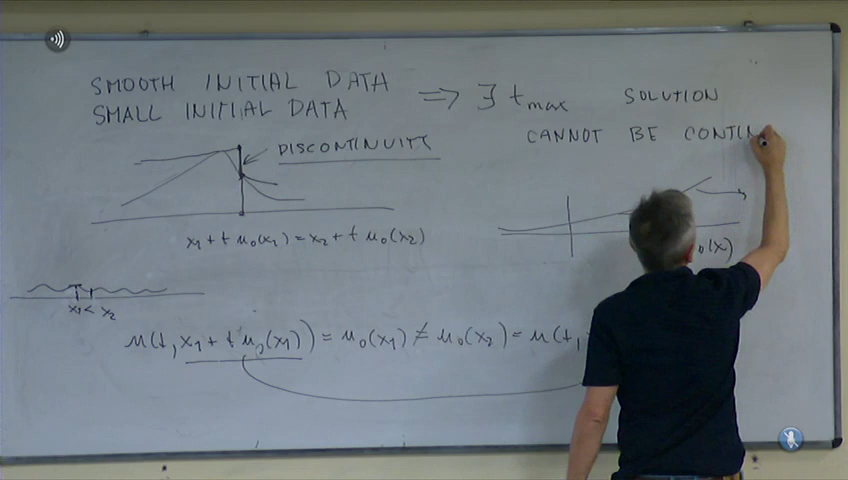 SMOOTH INITIAL DATA
SMALL INITIAL DATA
⟹ ∃ t_max SOLUTION
CANNOT BE CONTIN
DISCONTINUITY
x₁ + t u₀(x₁) = x₂ + t u₀(x₂)
₀(x)
x₁ < x₂
u(t, x₁ + t u₀(x₁)) = u₀(x₁) ≠ u₀(x₂) = u(t,